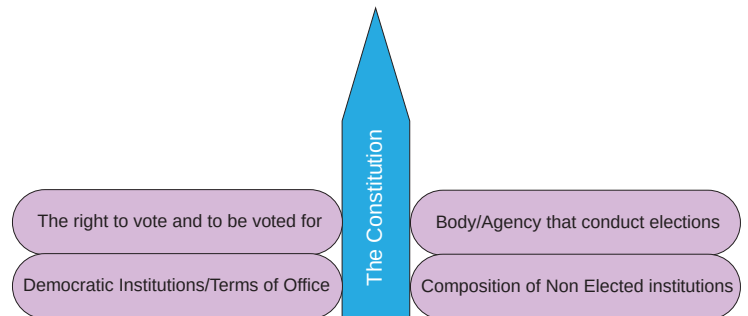 The Constitution
The right to vote and to be voted for
Body/Agency that conduct elections
Democratic Institutions/Terms of Office
Composition of Non Elected institutions